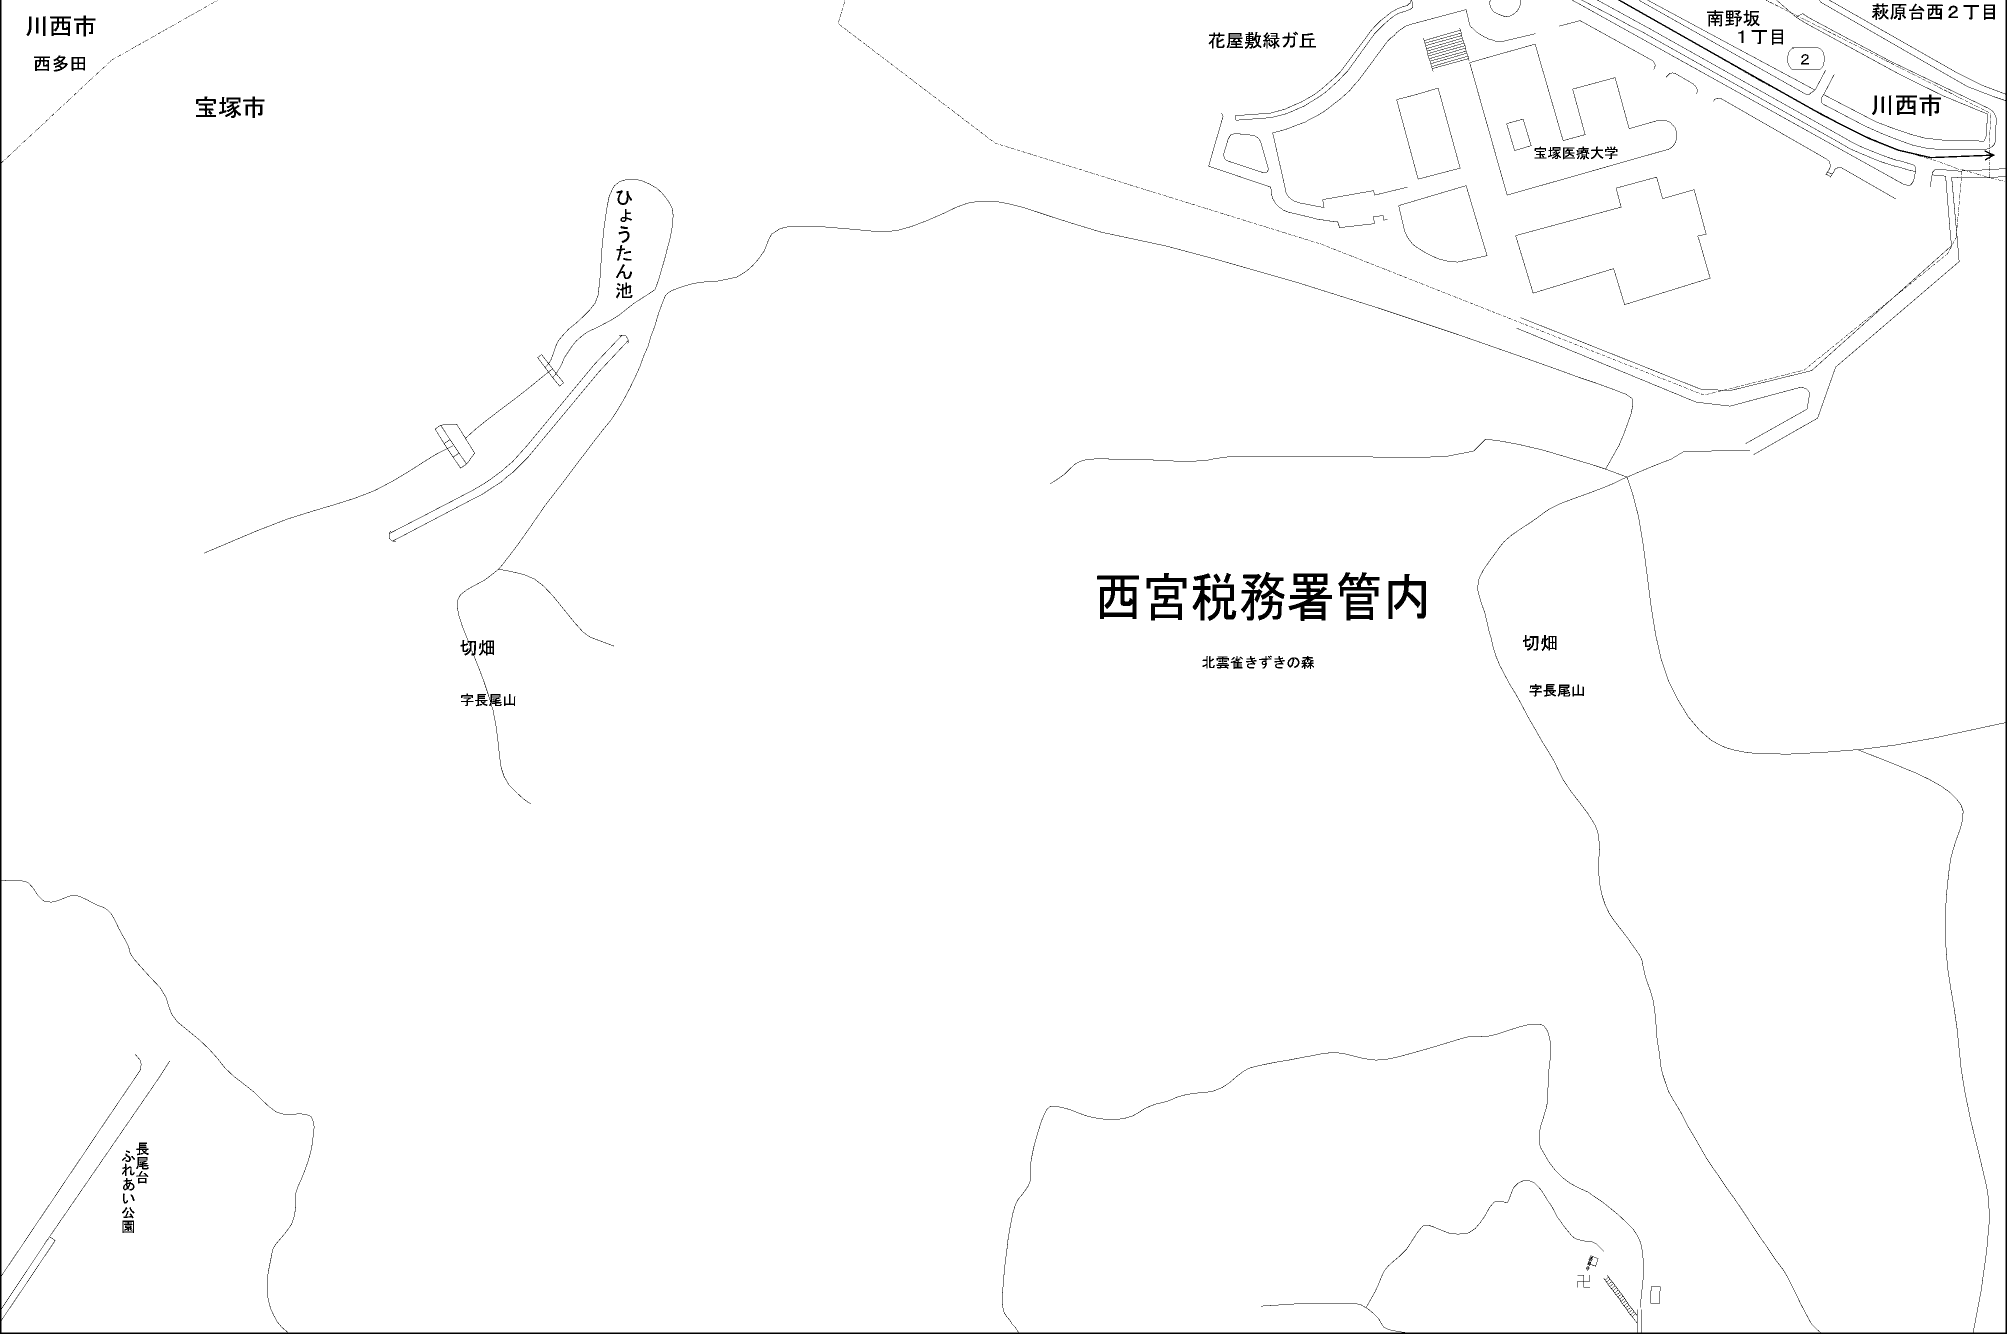 川西市
西多田
宝塚市
花屋敷緑ガ丘
南野坂
1丁目
2
萩原台西2丁目
川西市
宝塚医療大学
ひょうたん池
西宮税務署管内
北雲雀きずきの森
切畑
字長尾山
切畑
字長尾山
長尾台
ふれあい公園
卍